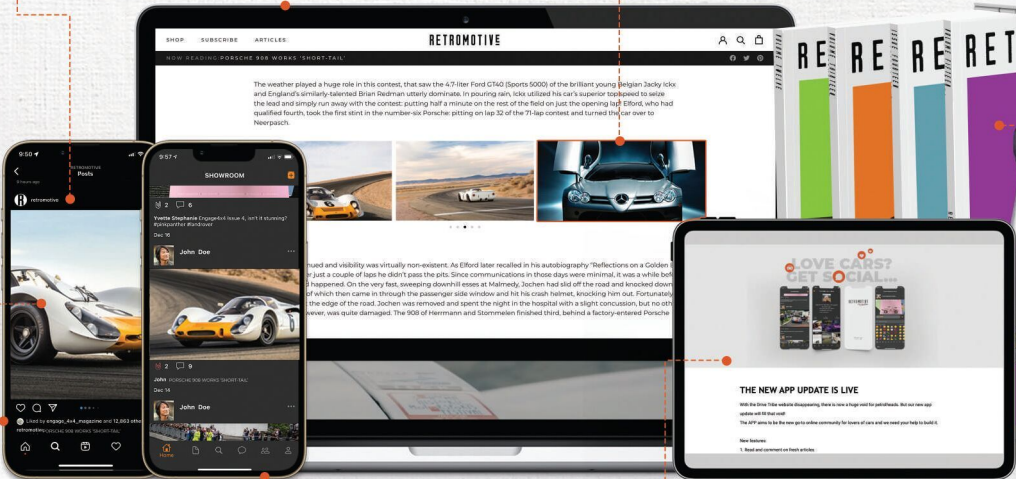 SHOP SUBSCRIBE ARTICLES
RETROMOTIVE
NOW READING: PORSCHE 908 WORKS 'SHORT-TAIL'
The weather played a huge role in this contest, that saw the 4.7-liter Ford GT40 (Sports 5000) of the brilliant young Belgian Jacky Ickx
and England's similarly-talented Brian Redman utterly dominate. In pouring rain, Ickx utilized his car's superior topspeed to seize
the lead and simply run away with the contest: putting half a minute on the rest of the field on just the opening lap! Elford, who had
qualified fourth, took the first stint in the number-six Porsche: pitting on lap 32 of the 71-lap contest and turned the car over to
Neerpasch.
nued and visibility was virtually non-existent. As Elford later recalled in his autobiography "Reflections on a Golden
r just a couple of laps he didn't pass the pits. Since communications in those days were minimal, it was a while bef
happened. On the very fast, sweeping downhill esses at Malmedy, Jochen had slid off the road and knocked down
of which then came in through the passenger side window and hit his crash helmet, knocking him out. Fortunately
the edge of the road. Jochen was removed and spent the night in the hospital with a slight concussion, but no oth
wever, was quite damaged. The 908 of Herrmann and Stommelen finished third, behind a factory-entered Porsche
RE RE RE RET
9:50
RETROMOTIVE
Posts
retromotive
Liked by engage_4x4_magazine and 12,863 othe
retromotive PORSCHE 908 WORKS 'SHORT-TAIL'
9:57
SHOWROOM
2 6
Yvette Stephanie Engage4x4 Issue 4, isn't it stunning?
#pinkpanther #landrover
Dec 16
John Doe
2 9
John PORSCHE 908 WORKS 'SHORT-TAIL'
Dec 14
John Doe
Home
LOVE CARS?
GET SOCIAL...
RETROMOTIVE
THE NEW APP UPDATE IS LIVE
With the Drive Tribe website disappearing, there is now a huge void for petrolheads. But our new app
update will fill that void!
The APP aims to be the new go-to online community for lovers of cars and we need your help to build it.
New features:
1. Read and comment on fresh articles.